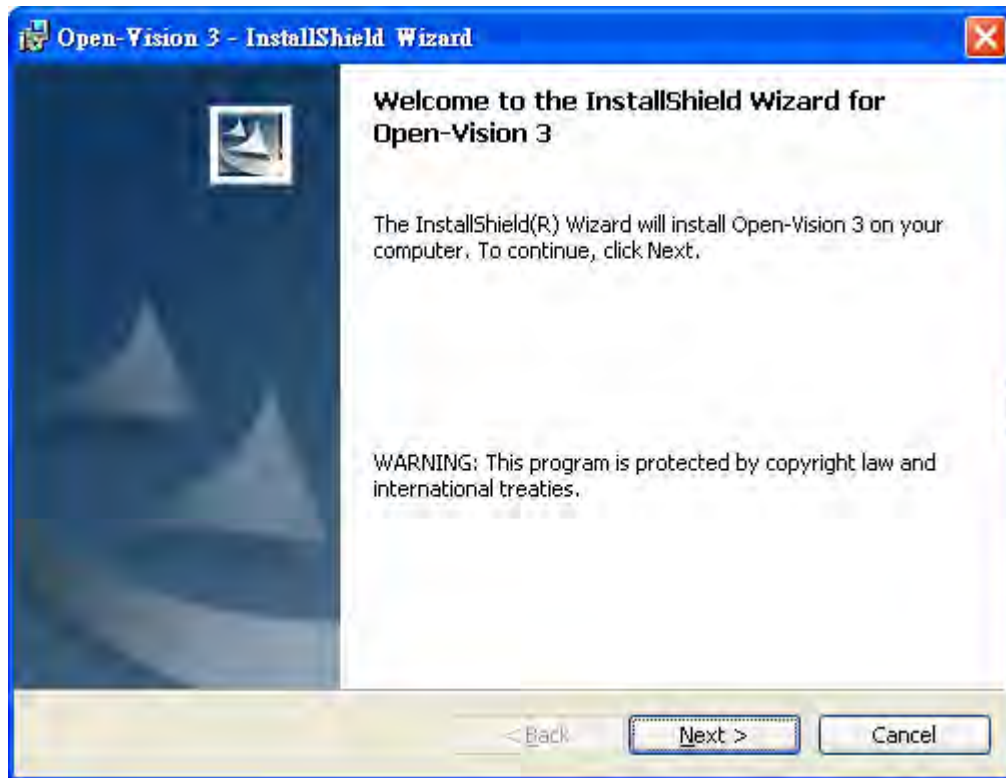 Open-Vision 3 - InstallShield Wizard
Welcome to the InstallShield Wizard for
Open-Vision 3
The InstallShield(R) Wizard will install Open-Vision 3 on your
computer. To continue, click Next.
WARNING: This program is protected by copyright law and
international treaties.
< Back
Next >
Cancel